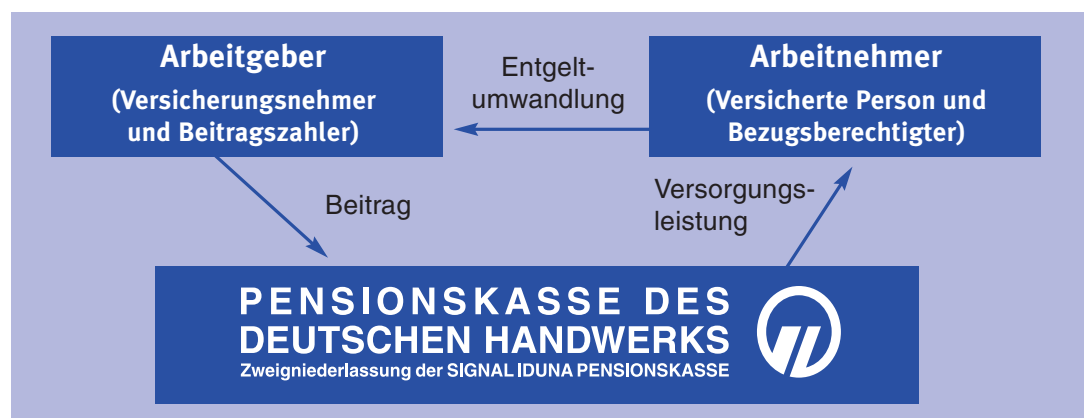 Arbeitgeber
(Versicherungsnehmer
und Beitragszahler)
Entgelt-
umwandlung
Arbeitnehmer
(Versicherte Person und
Bezugsberechtigter)
Beitrag
Versorgungs-
leistung
PENSIONSKASSE DES
DEUTSCHEN HANDWERKS
Zweigniederlassung der SIGNAL IDUNA PENSIONSKASSE